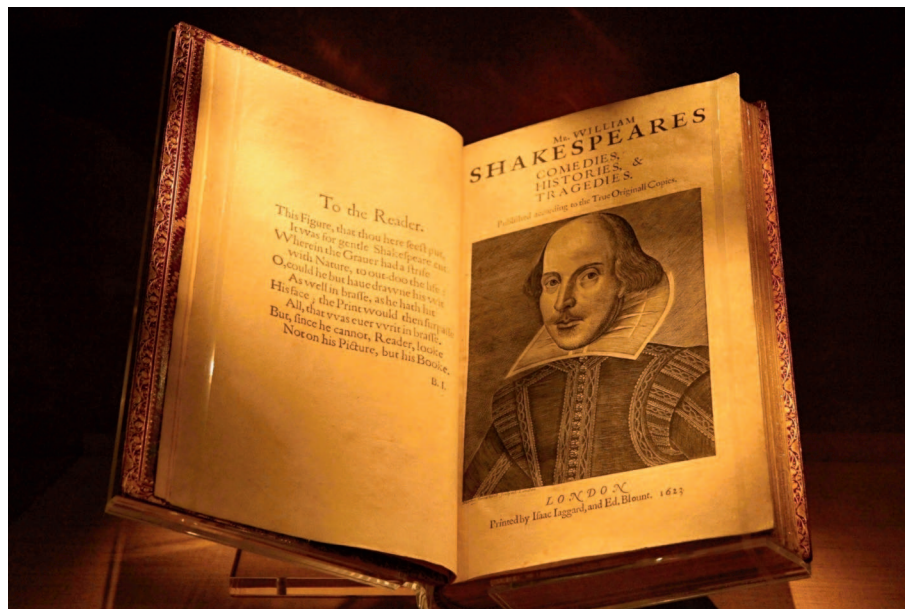 To the Reader.
This Figure, that thou here seeſt put,
It was for gentle Shakeſpeare cut;
Wherein the Grauer had a ſtrife
with Nature, to out-doo the life :
O, could he but haue drawne his wit
As well in braſſe, as he hath hit
His face ; the Print would then ſurpaſſe
All, that vvas euer vvrit in braſſe.
But, ſince he cannot, Reader, looke
Not on his Picture, but his Booke.
B. I.
Mr. WILLIAM
SHAKESPEARES
COMEDIES,
HISTORIES, &
TRAGEDIES.
Publiſhed according to the True Originall Copies.
LONDON
Printed by Iſaac Iaggard, and Ed. Blount. 1623